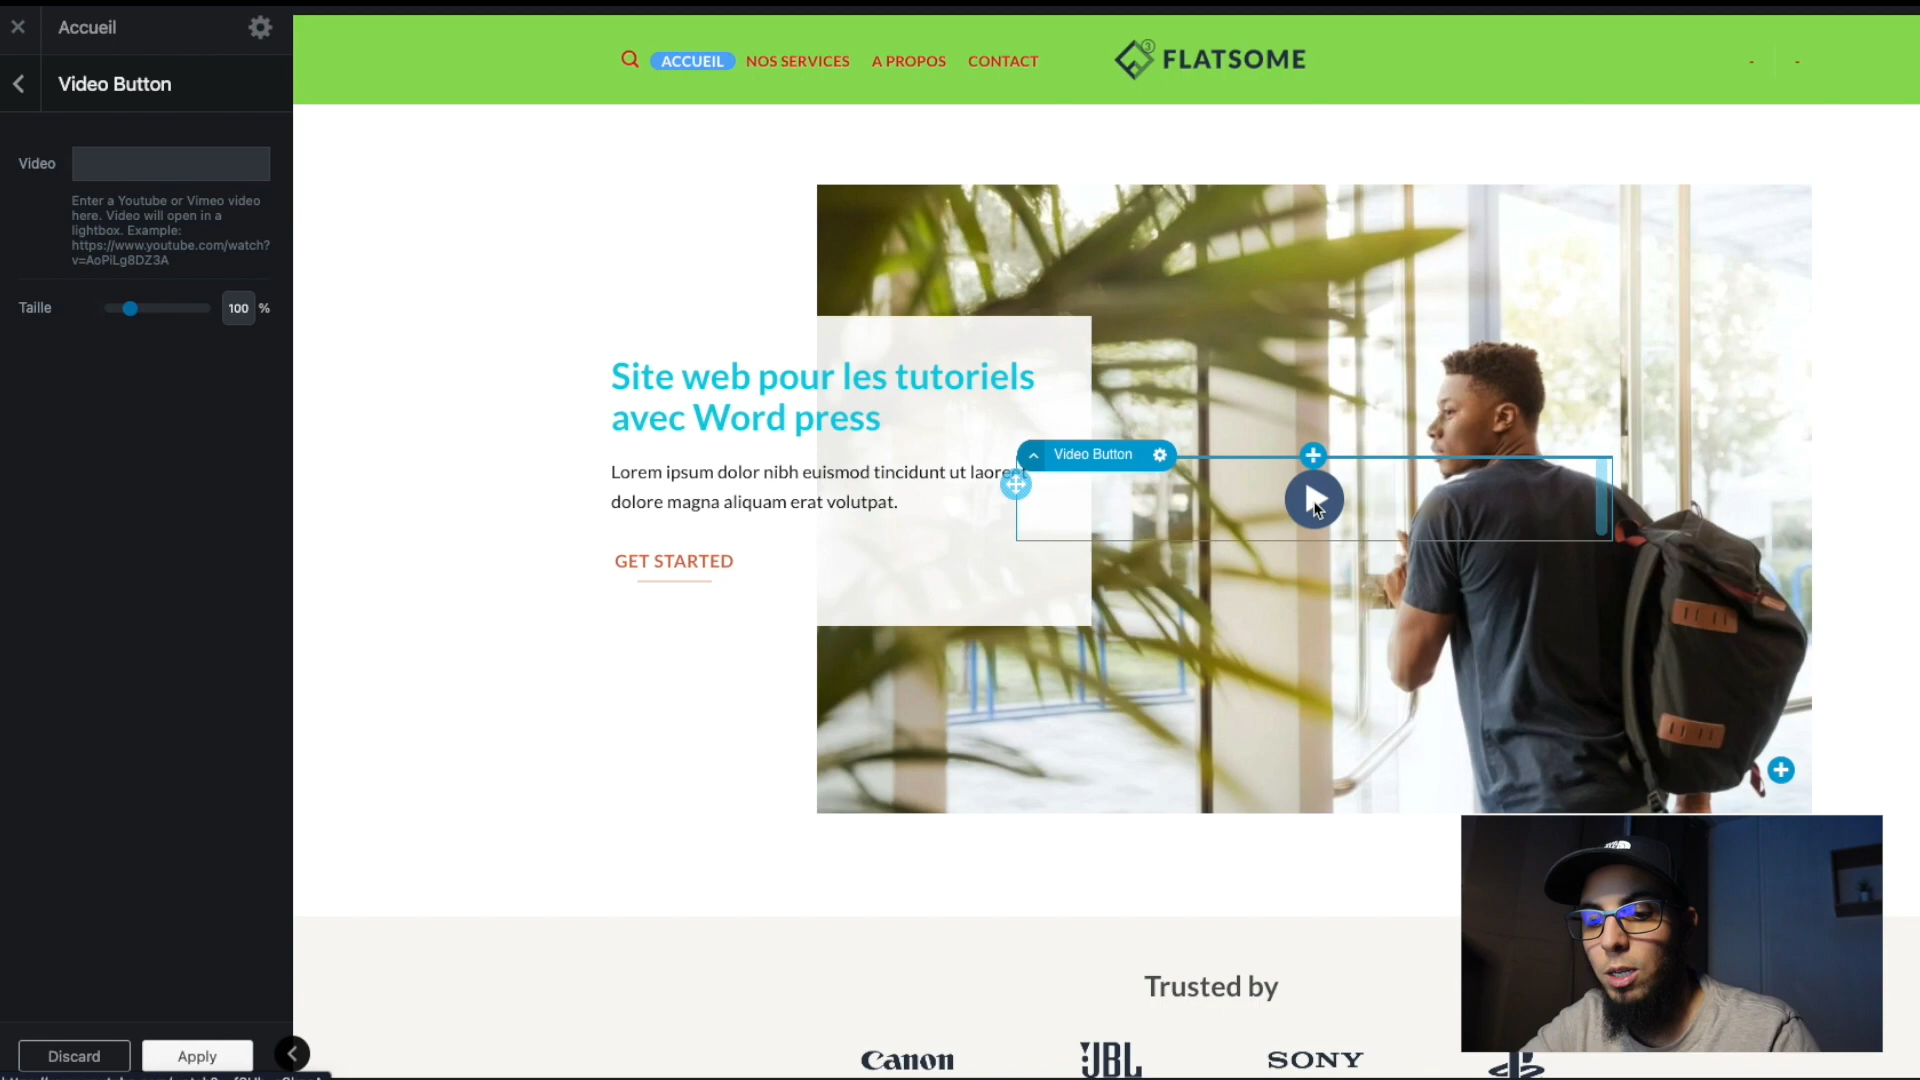 Accueil
Video Button
Video
Enter a Youtube or Vimeo video
here. Video will open in a
lightbox. Example:
https://www.youtube.com/watch?
v=AoPiLg8DZ3A
Taille
100 %
Discard
Apply
ACCUEIL
NOS SERVICES
A PROPOS
CONTACT
3
FLATSOME
- -
Site web pour les tutoriels
avec Word press
Lorem ipsum dolor nibh euismod tincidunt ut laoreet
dolore magna aliquam erat volutpat.
GET STARTED
Video Button
Trusted by
Canon
JBL
SONY